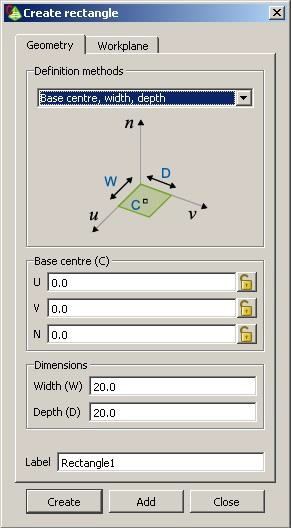 Create rectangle
Geometry Workplane
Definition methods
Base centre, width, depth
n
W D
C
u v
Base centre (C)
U 0.0
V 0.0
N 0.0
Dimensions
Width (W) 20.0
Depth (D) 20.0
Label Rectangle1
Create Add Close